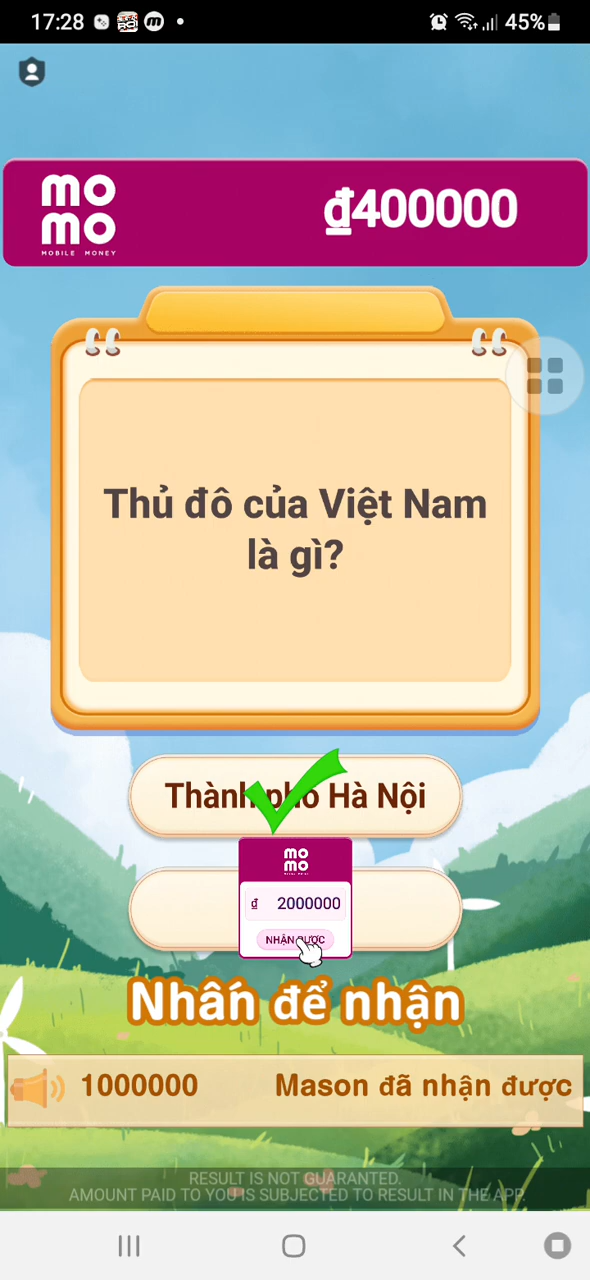 17:28
45%
mo
mo
MOBILE MONEY
₫400000
Thủ đô của Việt Nam
là gì?
Thành phố Hà Nội
mo
mo
₫ 2000000
NHẬN ĐƯỢC
Nhấn để nhận
1000000 Mason đã nhận được
RESULT IS NOT GUARANTED.
AMOUNT PAID TO YOU IS SUBJECTED TO RESULT IN THE APP.